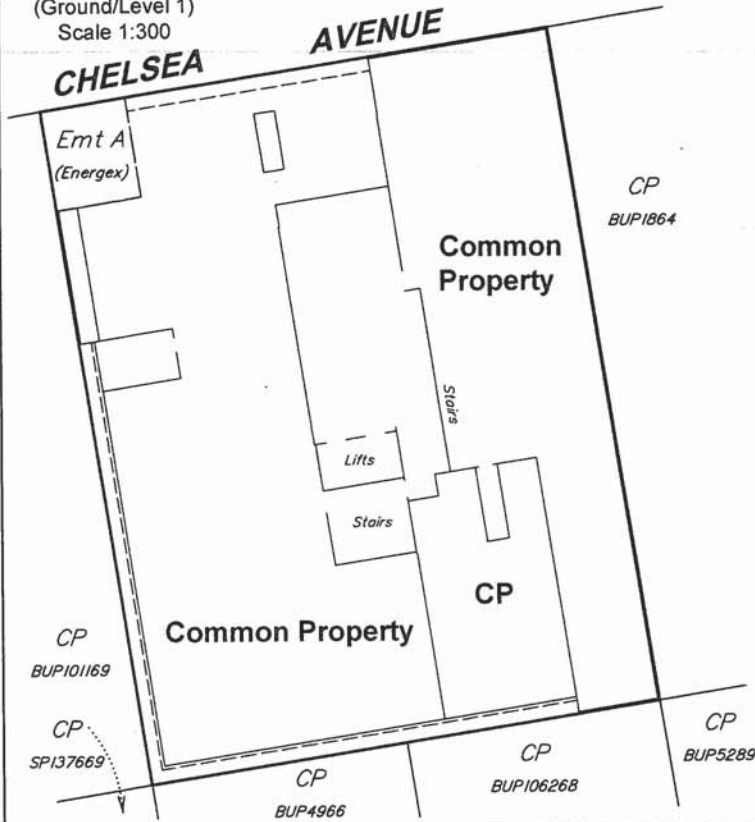 (Ground/Level 1)
Scale 1:300
CHELSEA AVENUE
Emt A
(Energex)
CP
BUP1864
Common
Property
Stairs
Lifts
Stairs
CP
Common Property
CP
BUP101169
CP
SP137669
CP
BUP4966
CP
BUP106268
CP
BUP5289